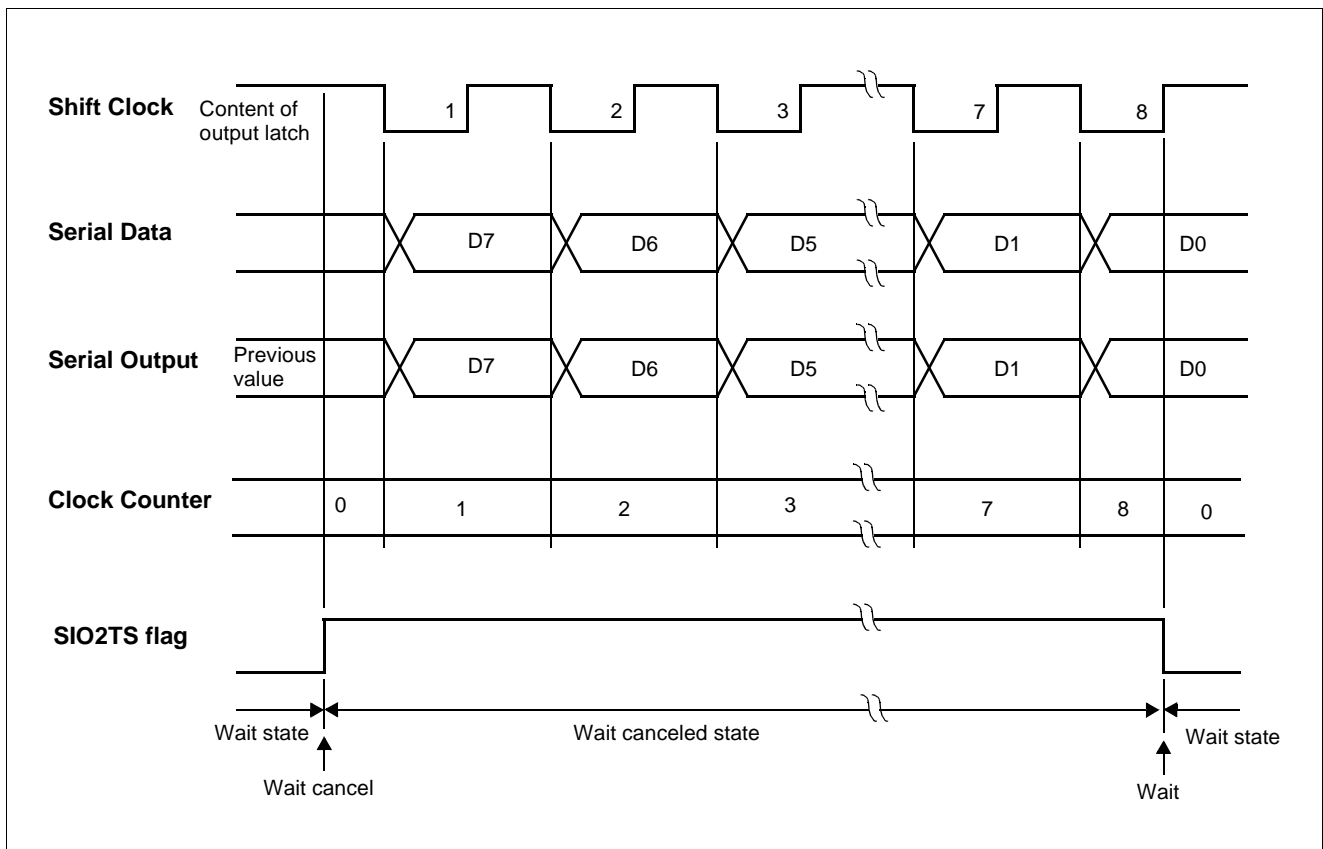 Shift Clock
Content of
output latch
1 2 3 7 8
Serial Data
D7 D6 D5 D1 D0
Serial Output
Previous
value
D7 D6 D5 D1 D0
Clock Counter
0 1 2 3 7 8 0
SIO2TS flag
Wait state Wait canceled state Wait state
Wait cancel Wait